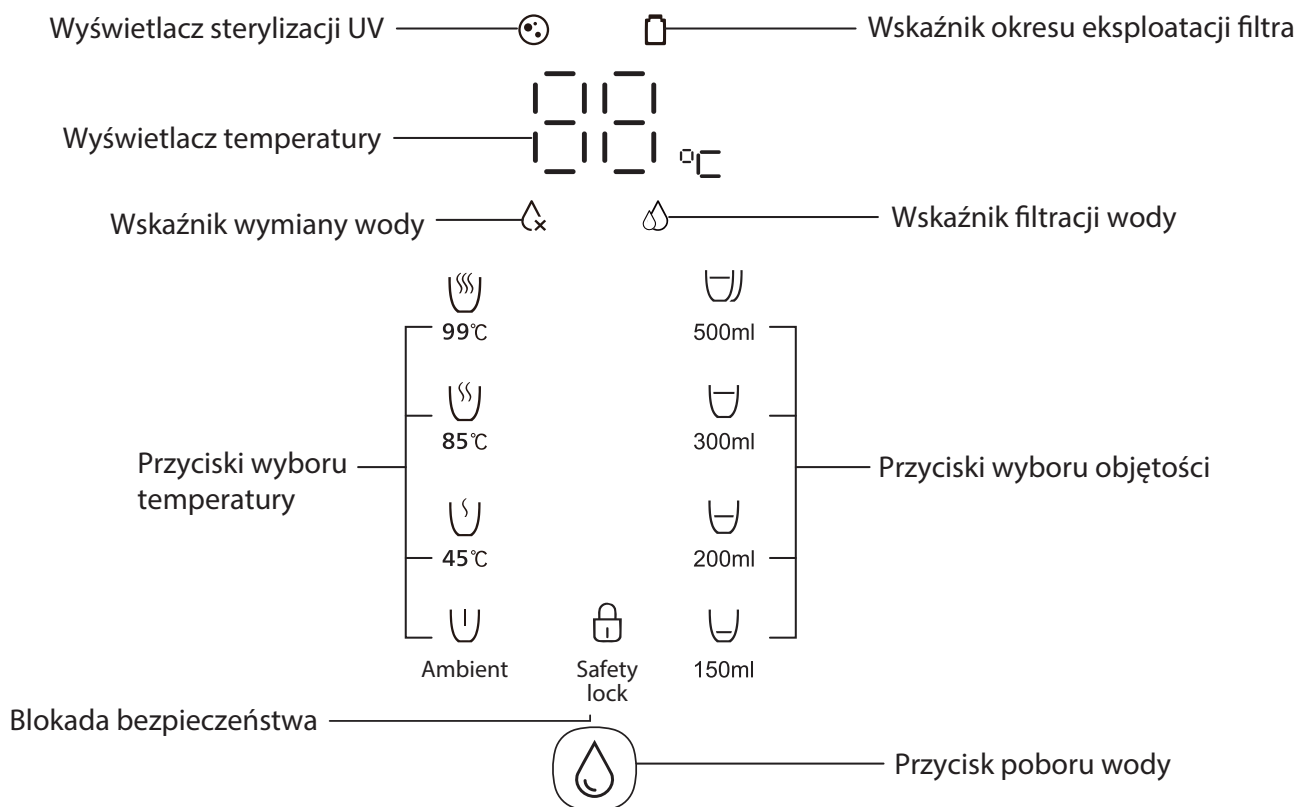 Wyświetlacz sterylizacji UV
Wskaźnik okresu eksploatacji filtra
Wyświetlacz temperatury
88 °C
Wskaźnik wymiany wody
Wskaźnik filtracji wody
99℃
500ml
85℃
300ml
Przyciski wyboru
temperatury
Przyciski wyboru objętości
45℃
200ml
Ambient
Safety
lock
150ml
Blokada bezpieczeństwa
Przycisk poboru wody